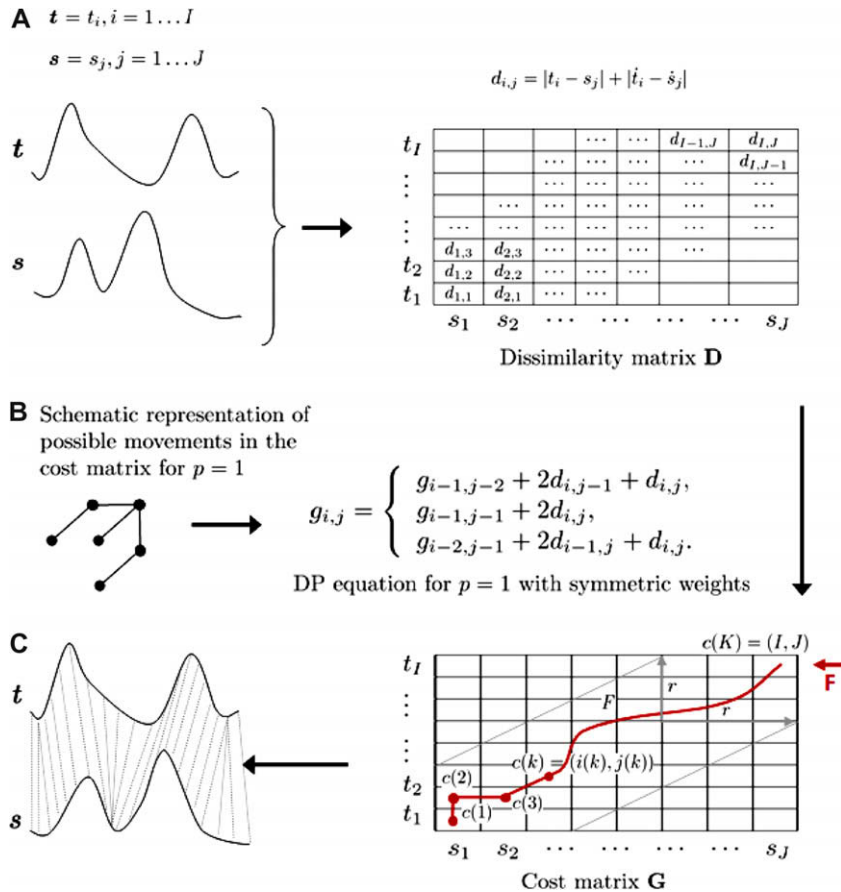 A
t = t_i, i = 1 … I
s = s_j, j = 1 … J
d_{i,j} = |t_i − s_j| + |ṫ_i − ṡ_j|
t
s
t_I ⋯ ⋯ d_{I−1,J} d_{I,J}
⋯ ⋯ ⋯ ⋯ d_{I,J−1}
⋮ ⋯ ⋯ ⋯ ⋯ ⋯
⋯ ⋯ ⋯ ⋯ ⋯ ⋯
⋮ ⋯ ⋯ ⋯ ⋯ ⋯ ⋯ ⋯
d_{1,3} d_{2,3} ⋯ ⋯ ⋯ ⋯
t_2 d_{1,2} d_{2,2} ⋯ ⋯ ⋯
t_1 d_{1,1} d_{2,1} ⋯ ⋯
s_1 s_2 ⋯ ⋯ ⋯ ⋯ s_J
Dissimilarity matrix D
B
Schematic representation of
possible movements in the
cost matrix for p = 1
g_{i,j} = {
g_{i−1,j−2} + 2d_{i,j−1} + d_{i,j},
g_{i−1,j−1} + 2d_{i,j},
g_{i−2,j−1} + 2d_{i−1,j} + d_{i,j}.
DP equation for p = 1 with symmetric weights
C
t
s
c(K) = (I, J)
F
t_I
⋮
⋮
t_2
t_1
r
F
r
c(k) = (i(k), j(k))
c(2)
c(1)
c(3)
s_1 s_2 ⋯ ⋯ ⋯ ⋯ s_J
Cost matrix G